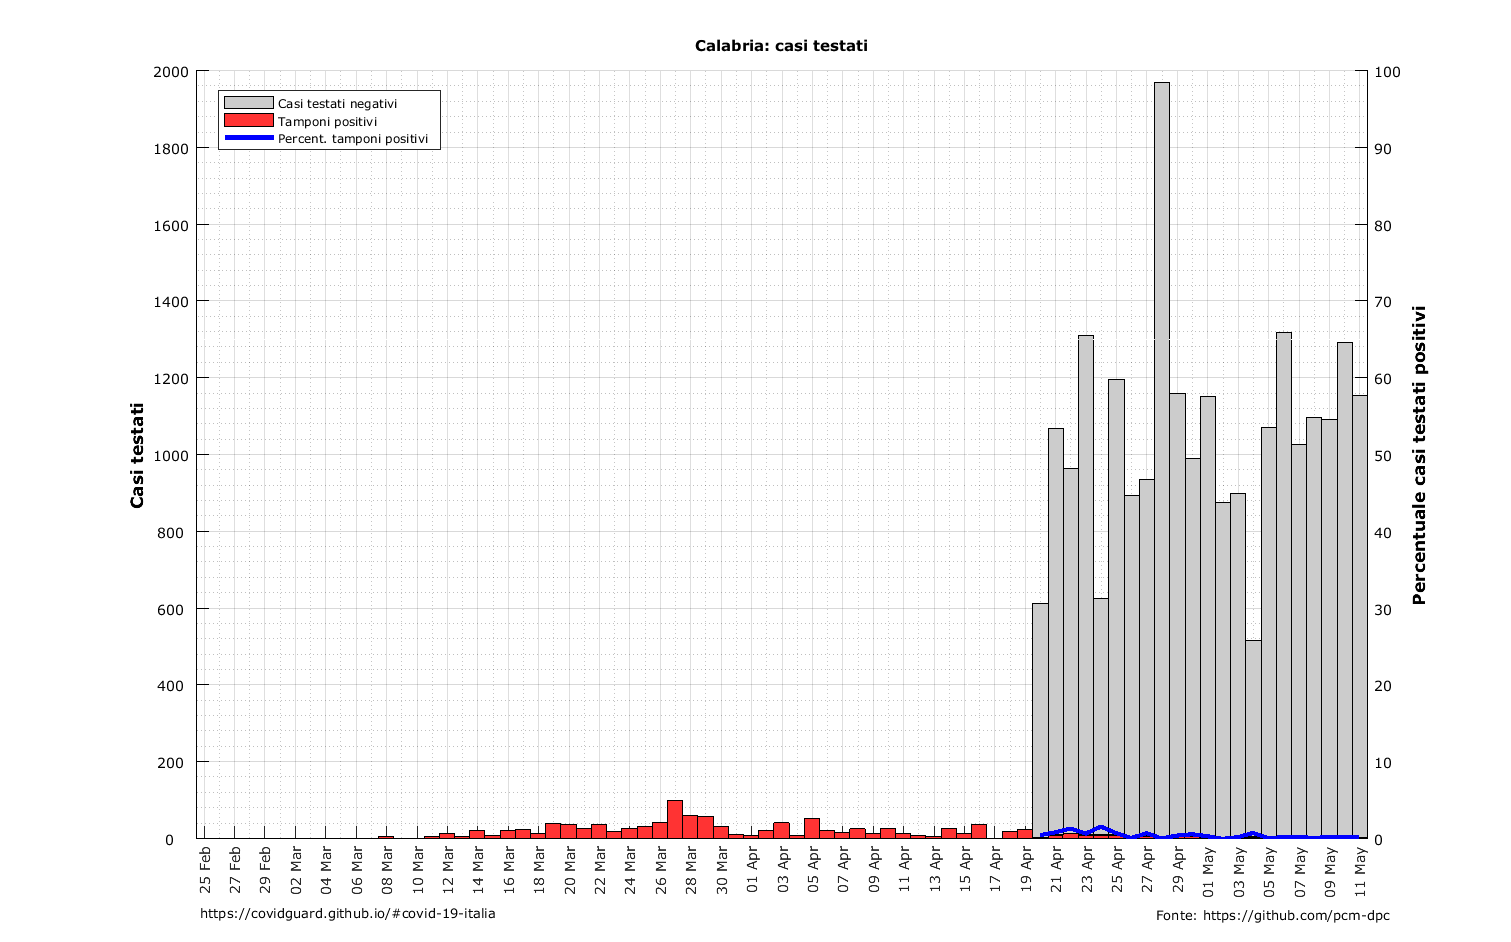 Calabria: casi testati
Casi testati negativi
Tamponi positivi
Percent. tamponi positivi
Casi testati
2000
1800
1600
1400
1200
1000
800
600
400
200
0
Percentuale casi testati positivi
100
90
80
70
60
50
40
30
20
10
0
25 Feb
27 Feb
29 Feb
02 Mar
04 Mar
06 Mar
08 Mar
10 Mar
12 Mar
14 Mar
16 Mar
18 Mar
20 Mar
22 Mar
24 Mar
26 Mar
28 Mar
30 Mar
01 Apr
03 Apr
05 Apr
07 Apr
09 Apr
11 Apr
13 Apr
15 Apr
17 Apr
19 Apr
21 Apr
23 Apr
25 Apr
27 Apr
29 Apr
01 May
03 May
05 May
07 May
09 May
11 May
https://covidguard.github.io/#covid-19-italia
Fonte: https://github.com/pcm-dpc